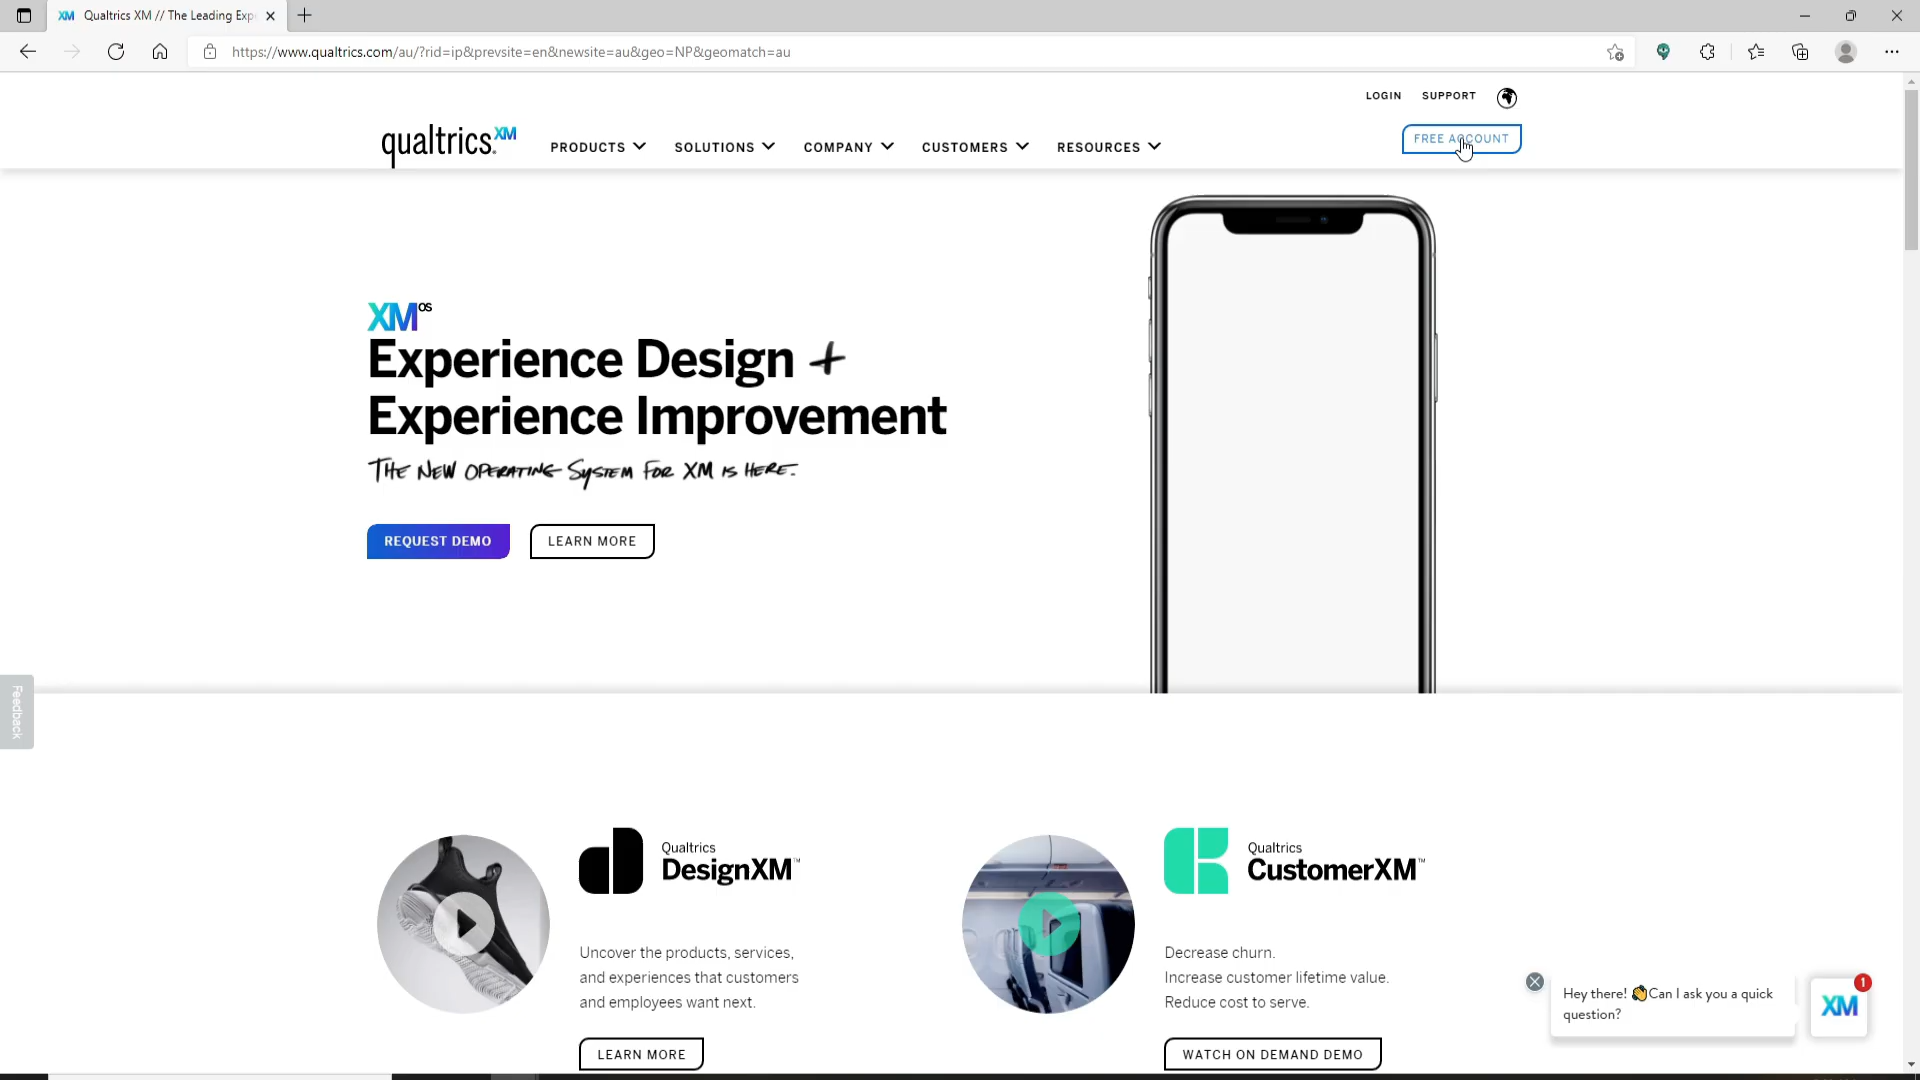 Qualtrics XM // The Leading Exp
https://www.qualtrics.com/au/?rid=ip&prevsite=en&newsite=au&geo=NP&geomatch=au
LOGIN SUPPORT
qualtrics.XM PRODUCTS SOLUTIONS COMPANY CUSTOMERS RESOURCES FREE ACCOUNT
XM OS
Experience Design +
Experience Improvement
THE NEW OPERATING SYSTEM FOR XM IS HERE.
REQUEST DEMO LEARN MORE
Feedback
Qualtrics
DesignXM™
Uncover the products, services,
and experiences that customers
and employees want next.
LEARN MORE
Qualtrics
CustomerXM™
Decrease churn.
Increase customer lifetime value.
Reduce cost to serve.
WATCH ON DEMAND DEMO
Hey there! 👏Can I ask you a quick
question?
XM
1